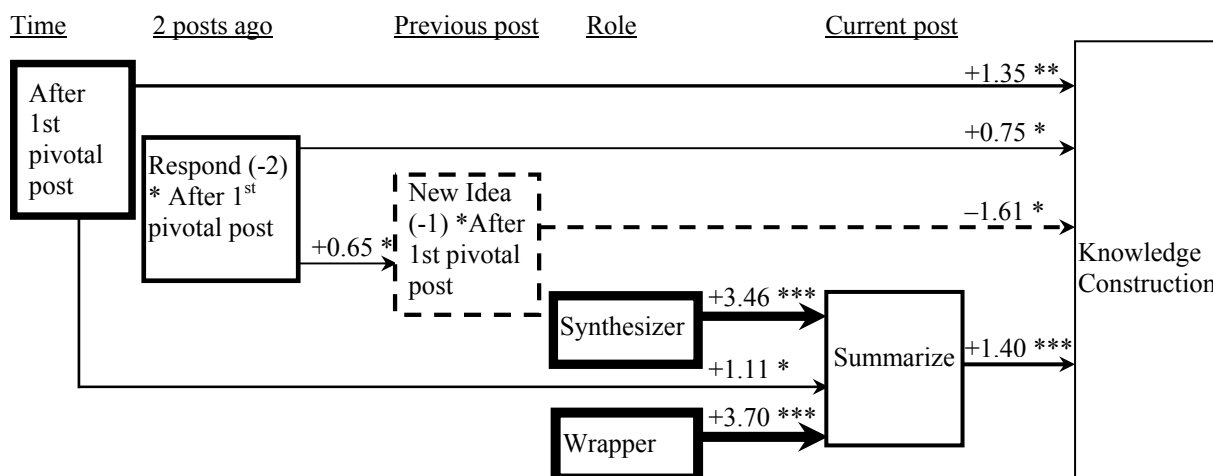 Time 2 posts ago Previous post Role Current post
After
1st
pivotal
post
+1.35 **
Respond (-2)
* After 1st
pivotal post
+0.75 *
+0.65 *
New Idea
(-1) *After
1st pivotal
post
–1.61 *
Knowledge
Construction
Synthesizer
+3.46 ***
+1.11 *
Wrapper
+3.70 ***
Summarize
+1.40 ***